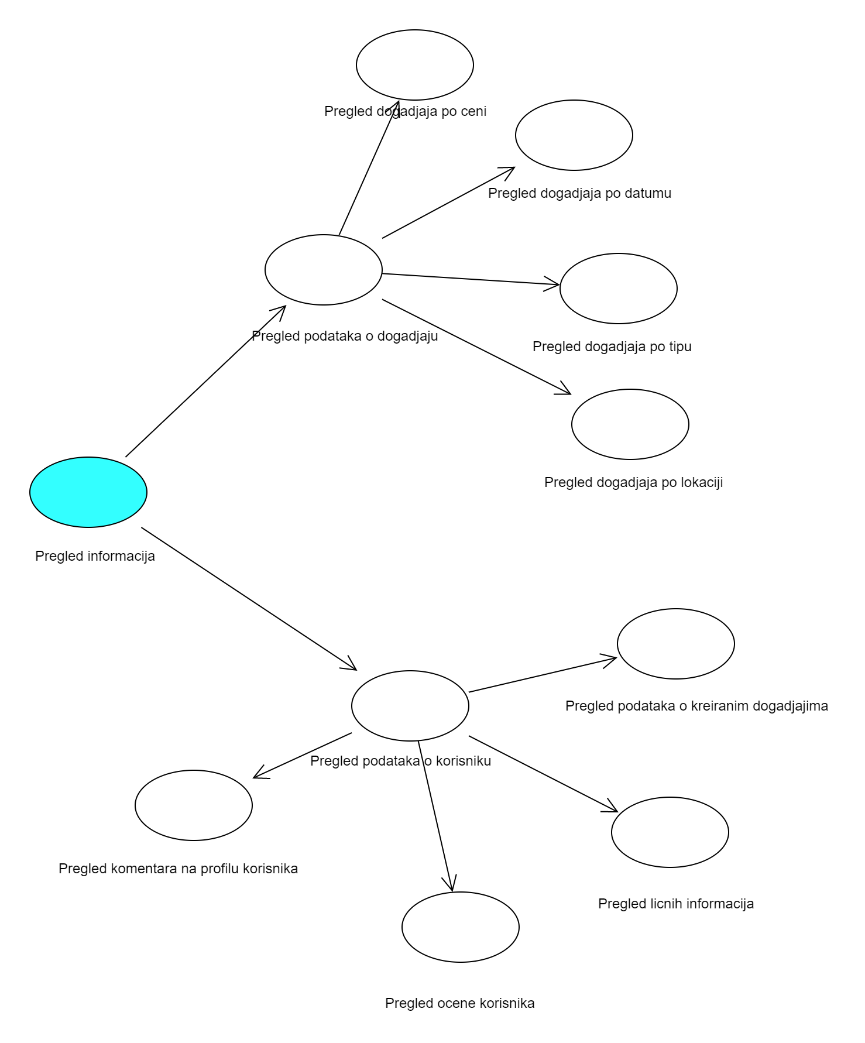 Pregled dogadjaja po ceni
Pregled dogadjaja po datumu
Pregled podataka o dogadjaju
Pregled dogadjaja po tipu
Pregled dogadjaja po lokaciji
Pregled informacija
Pregled podataka o kreiranim dogadjajima
Pregled podataka o korisniku
Pregled komentara na profilu korisnika
Pregled licnih informacija
Pregled ocene korisnika